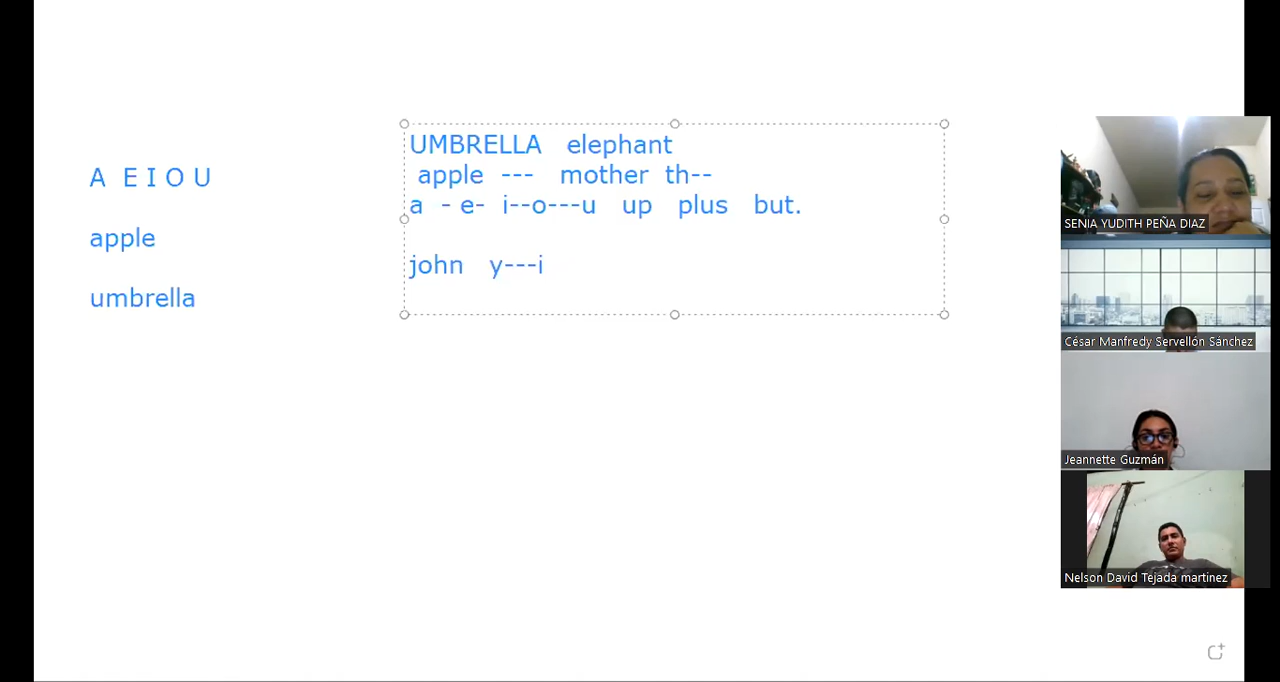 A E I O U
apple
umbrella
UMBRELLA elephant
apple --- mother th--
a - e- i--o---u up plus but.
john y---i
SENIA YUDITH PEÑA DIAZ
César Manfredy Servellón Sánchez
Jeannette Guzmán
Nelson David Tejada martinez